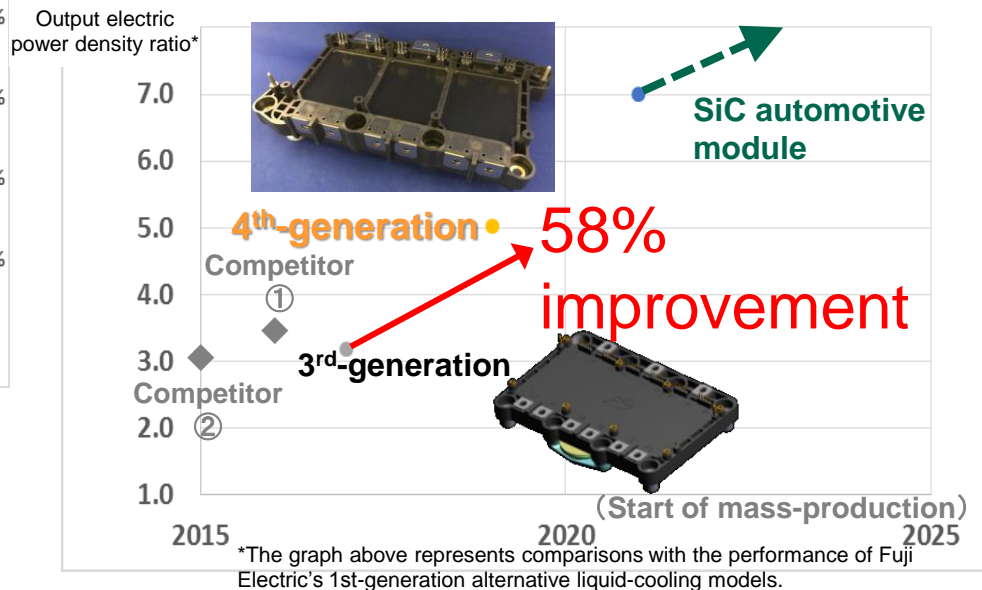 Output electric
power density ratio*
%
%
%
%
7.0
6.0
5.0
4.0
3.0
2.0
1.0
SiC automotive
module
4th-generation
58%
improvement
Competitor
①
3rd-generation
Competitor
②
(Start of mass-production)
2015
2020
2025
*The graph above represents comparisons with the performance of Fuji
Electric's 1st-generation alternative liquid-cooling models.